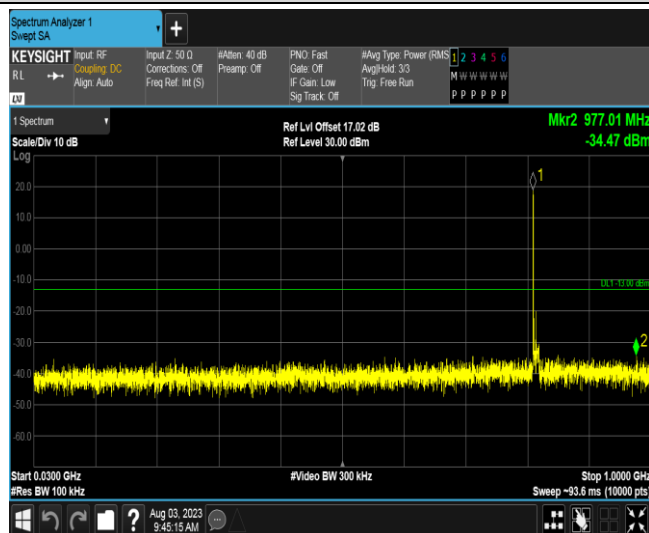 Spectrum Analyzer 1
Swept SA
+
KEYSIGHT
RL
LXI
Input: RF
Coupling: DC
Align: Auto
Input Z: 50 Ω
Corrections: Off
Freq Ref: Int (S)
#Atten: 40 dB
Preamp: Off
PNO: Fast
Gate: Off
IF Gain: Low
Sig Track: Off
#Avg Type: Power (RMS
Avg|Hold: 3/3
Trig: Free Run
1 2 3 4 5 6
M W W W W W
P P P P P P
1 Spectrum
Scale/Div 10 dB
Log
Ref Lvl Offset 17.02 dB
Ref Level 30.00 dBm
Mkr2 977.01 MHz
-34.47 dBm
1
20.0
10.0
0.00
-10.0
DL1 -13.00 dBm
-20.0
-30.0
2
-40.0
-50.0
-60.0
Start 0.0300 GHz
#Res BW 100 kHz
#Video BW 300 kHz
Stop 1.0000 GHz
Sweep ~93.6 ms (10000 pts)
?
Aug 03, 2023
9:45:15 AM